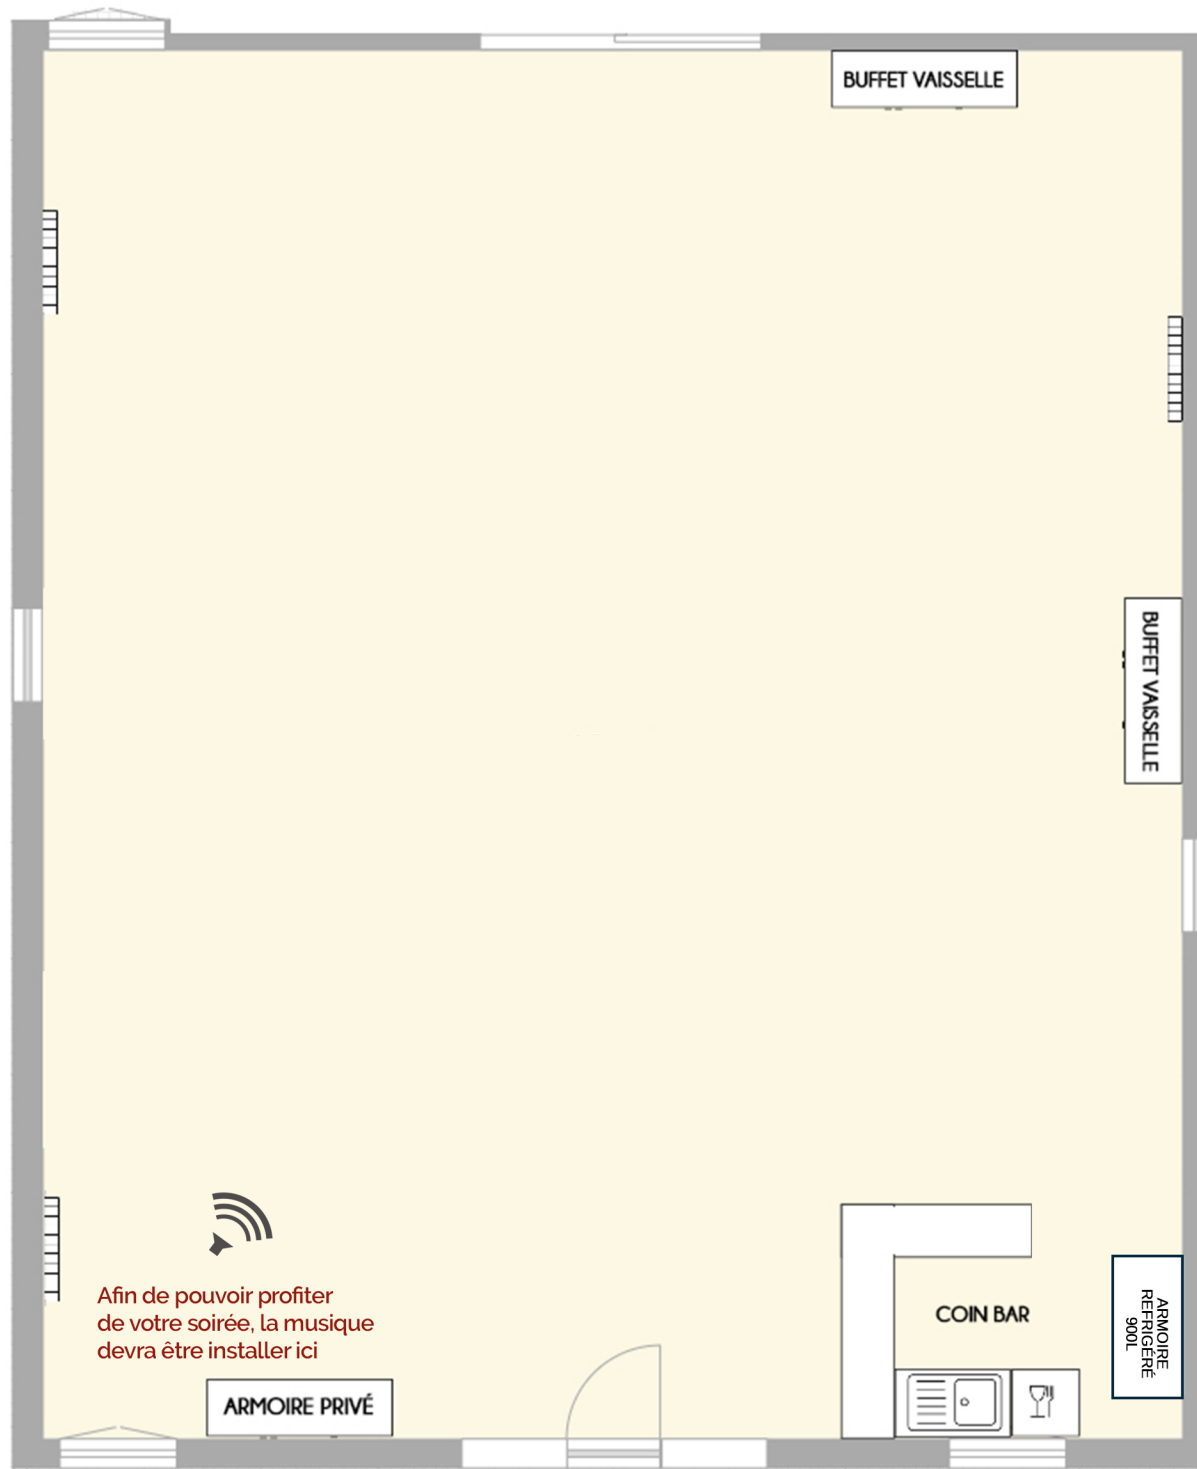 BUFFET VAISSELLE
BUFFET VAISSELLE
Afin de pouvoir profiter
de votre soirée, la musique
devra être installer ici
ARMOIRE PRIVÉ
COIN BAR
ARMOIRE
REFRIGÉRÉ
900L